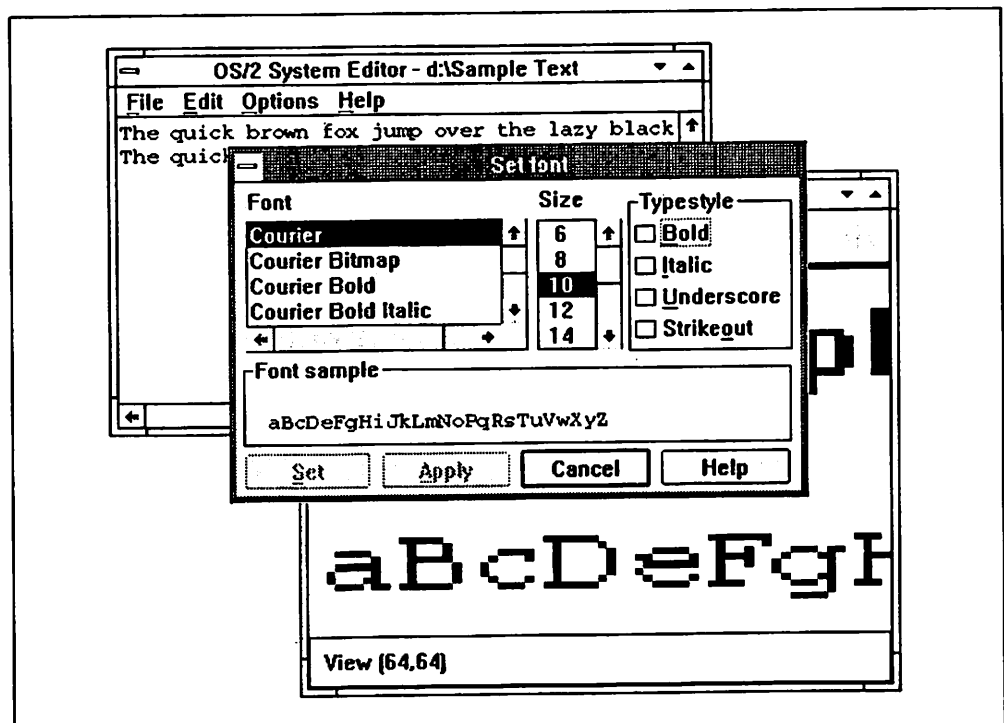 OS/2 System Editor - d:\Sample Text
File Edit Options Help
The quick brown fox jump over the lazy black
The quick
Set font
Font
Courier
Courier Bitmap
Courier Bold
Courier Bold Italic
Size
6
8
10
12
14
Typestyle
Bold
Italic
Underscore
Strikeout
Font sample
aBcDeFgHiJkLmNoPqRsTuVwXyZ
Set Apply Cancel Help
p
aBcDeFgH
View (64,64)